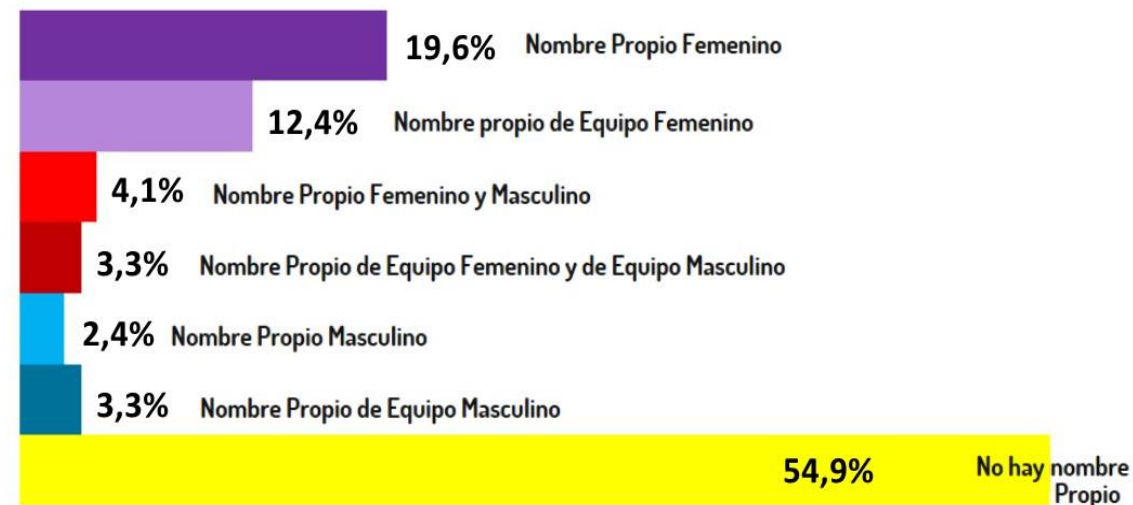 19,6% Nombre Propio Femenino
12,4% Nombre propio de Equipo Femenino
4,1% Nombre Propio Femenino y Masculino
3,3% Nombre Propio de Equipo Femenino y de Equipo Masculino
2,4% Nombre Propio Masculino
3,3% Nombre Propio de Equipo Masculino
54,9% No hay nombre
Propio